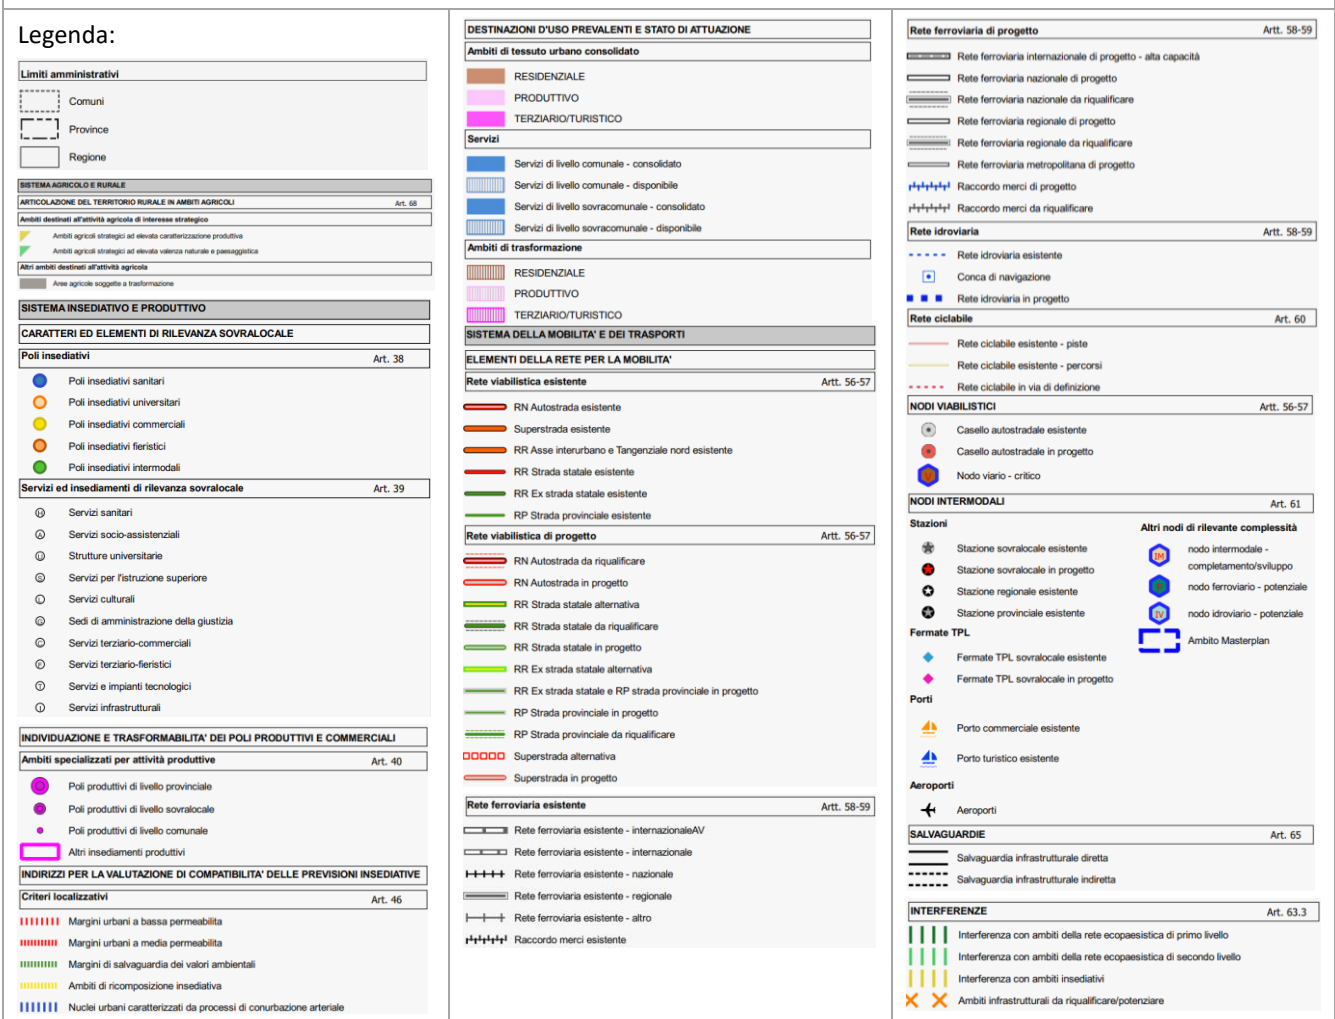 Legenda:
Limiti amministrativi
Comuni
Province
Regione
SISTEMA AGRICOLO E RURALE
ARTICOLAZIONE DEL TERRITORIO RURALE IN AMBITI AGRICOLI Art. 68
Ambiti destinati all'attività agricola di interesse strategico
Ambiti agricoli strategici ad elevata caratterizzazione produttiva
Ambiti agricoli strategici ad elevata valenza naturale e paesaggistica
Altri ambiti destinati all'attività agricola
Aree agricole soggette a trasformazione
SISTEMA INSEDIATIVO E PRODUTTIVO
CARATTERI ED ELEMENTI DI RILEVANZA SOVRALOCALE
Poli insediativi Art. 38
Poli insediativi sanitari
Poli insediativi universitari
Poli insediativi commerciali
Poli insediativi fieristici
Poli insediativi intermodali
Servizi ed insediamenti di rilevanza sovralocale Art. 39
H Servizi sanitari
A Servizi socio-assistenziali
U Strutture universitarie
S Servizi per l'istruzione superiore
L Servizi culturali
G Sedi di amministrazione della giustizia
C Servizi terziario-commerciali
F Servizi terziario-fieristici
T Servizi e impianti tecnologici
I Servizi infrastrutturali
INDIVIDUAZIONE E TRASFORMABILITA' DEI POLI PRODUTTIVI E COMMERCIALI
Ambiti specializzati per attività produttive Art. 40
Poli produttivi di livello provinciale
Poli produttivi di livello sovralocale
Poli produttivi di livello comunale
Altri insediamenti produttivi
INDIRIZZI PER LA VALUTAZIONE DI COMPATIBILITA' DELLE PREVISIONI INSEDIATIVE
Criteri localizzativi Art. 46
Margini urbani a bassa permeabilita
Margini urbani a media permeabilita
Margini di salvaguardia dei valori ambientali
Ambiti di ricomposizione insediativa
Nuclei urbani caratterizzati da processi di conurbazione arteriale
DESTINAZIONI D'USO PREVALENTI E STATO DI ATTUAZIONE
Ambiti di tessuto urbano consolidato
RESIDENZIALE
PRODUTTIVO
TERZIARIO/TURISTICO
Servizi
Servizi di livello comunale - consolidato
Servizi di livello comunale - disponibile
Servizi di livello sovracomunale - consolidato
Servizi di livello sovracomunale - disponibile
Ambiti di trasformazione
RESIDENZIALE
PRODUTTIVO
TERZIARIO/TURISTICO
SISTEMA DELLA MOBILITA' E DEI TRASPORTI
ELEMENTI DELLA RETE PER LA MOBILITA'
Rete viabilistica esistente Artt. 56-57
RN Autostrada esistente
Superstrada esistente
RR Asse interurbano e Tangenziale nord esistente
RR Strada statale esistente
RR Ex strada statale esistente
RP Strada provinciale esistente
Rete viabilistica di progetto Artt. 56-57
RN Autostrada da riqualificare
RN Autostrada in progetto
RR Strada statale alternativa
RR Strada statale da riqualificare
RR Strada statale in progetto
RR Ex strada statale alternativa
RR Ex strada statale e RP strada provinciale in progetto
RP Strada provinciale in progetto
RP Strada provinciale da riqualificare
Superstrada alternativa
Superstrada in progetto
Rete ferroviaria esistente Artt. 58-59
Rete ferroviaria esistente - internazionaleAV
Rete ferroviaria esistente - internazionale
Rete ferroviaria esistente - nazionale
Rete ferroviaria esistente - regionale
Rete ferroviaria esistente - altro
Raccordo merci esistente
Rete ferroviaria di progetto Artt. 58-59
Rete ferroviaria internazionale di progetto - alta capacità
Rete ferroviaria nazionale di progetto
Rete ferroviaria nazionale da riqualificare
Rete ferroviaria regionale di progetto
Rete ferroviaria regionale da riqualificare
Rete ferroviaria metropolitana di progetto
Raccordo merci di progetto
Raccordo merci da riqualificare
Rete idroviaria Artt. 58-59
Rete idroviaria esistente
Conca di navigazione
Rete idroviaria in progetto
Rete ciclabile Art. 60
Rete ciclabile esistente - piste
Rete ciclabile esistente - percorsi
Rete ciclabile in via di definizione
NODI VIABILISTICI Artt. 56-57
Casello autostradale esistente
Casello autostradale in progetto
Nodo viario - critico
NODI INTERMODALI Art. 61
Stazioni
Stazione sovralocale esistente
Stazione sovralocale in progetto
Stazione regionale esistente
Stazione provinciale esistente
Altri nodi di rilevante complessità
IM nodo intermodale -
completamento/sviluppo
nodo ferroviario - potenziale
IV nodo idroviario - potenziale
Ambito Masterplan
Fermate TPL
Fermate TPL sovralocale esistente
Fermate TPL sovralocale in progetto
Porti
Porto commerciale esistente
Porto turistico esistente
Aeroporti
Aeroporti
SALVAGUARDIE Art. 65
Salvaguardia infrastrutturale diretta
Salvaguardia infrastrutturale indiretta
INTERFERENZE Art. 63.3
Interferenza con ambiti della rete ecopaesistica di primo livello
Interferenza con ambiti della rete ecopaesistica di secondo livello
Interferenza con ambiti insediativi
Ambiti infrastrutturali da riqualificare/potenziare